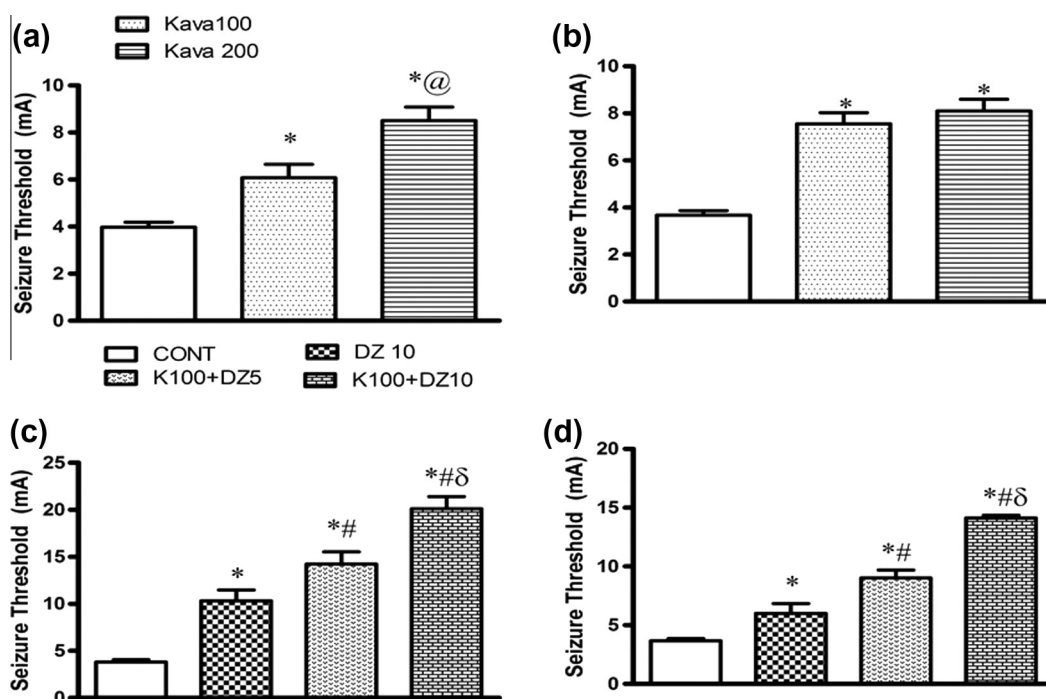 (a)
Kava100
Kava 200
Seizure Threshold (mA)
10
8
6
4
2
0
*
*@
(b)
Seizure Threshold (mA)
10
8
6
4
2
0
*
*
CONT
DZ 10
K100+DZ5
K100+DZ10
(c)
Seizure Threshold (mA)
25
20
15
10
5
0
*
*#
*#δ
(d)
Seizure Threshold (mA)
20
15
10
5
0
*
*#
*#δ